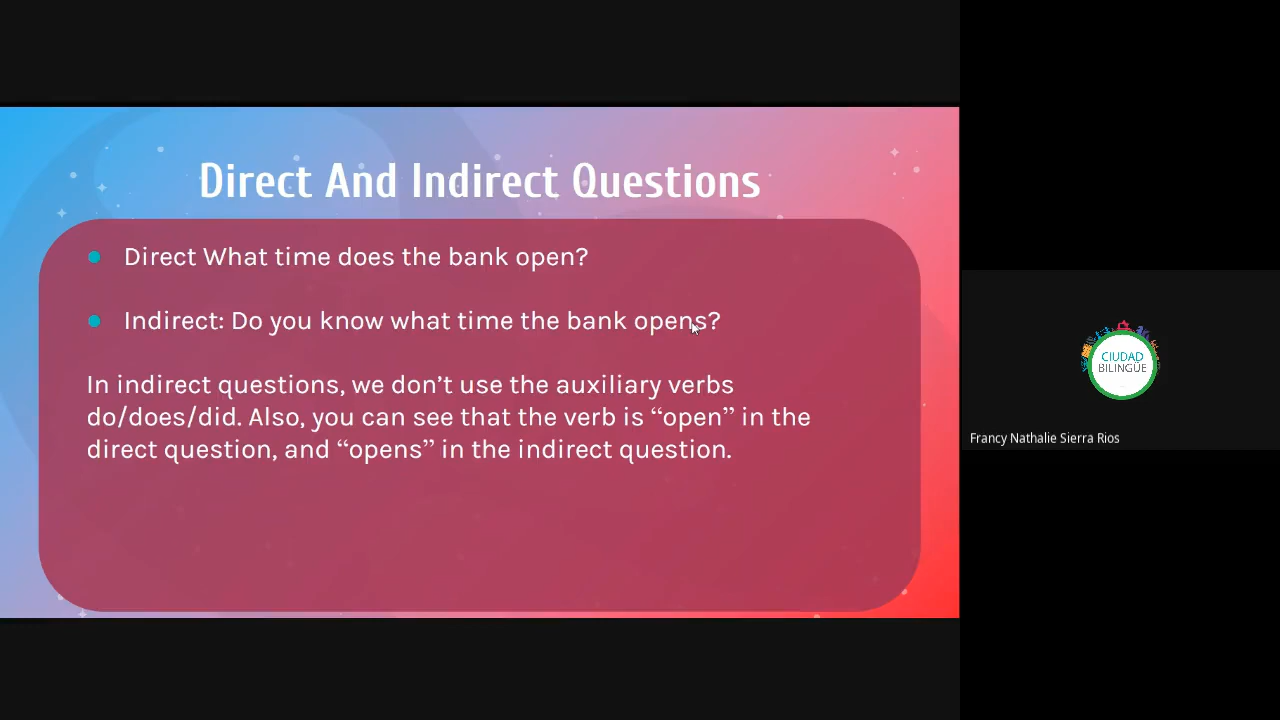 Direct And Indirect Questions
Direct What time does the bank open?
Indirect: Do you know what time the bank opens?
In indirect questions, we don’t use the auxiliary verbs
do/does/did. Also, you can see that the verb is “open” in the
direct question, and “opens” in the indirect question.
CIUDAD
BILINGÜE
Francy Nathalie Sierra Rios